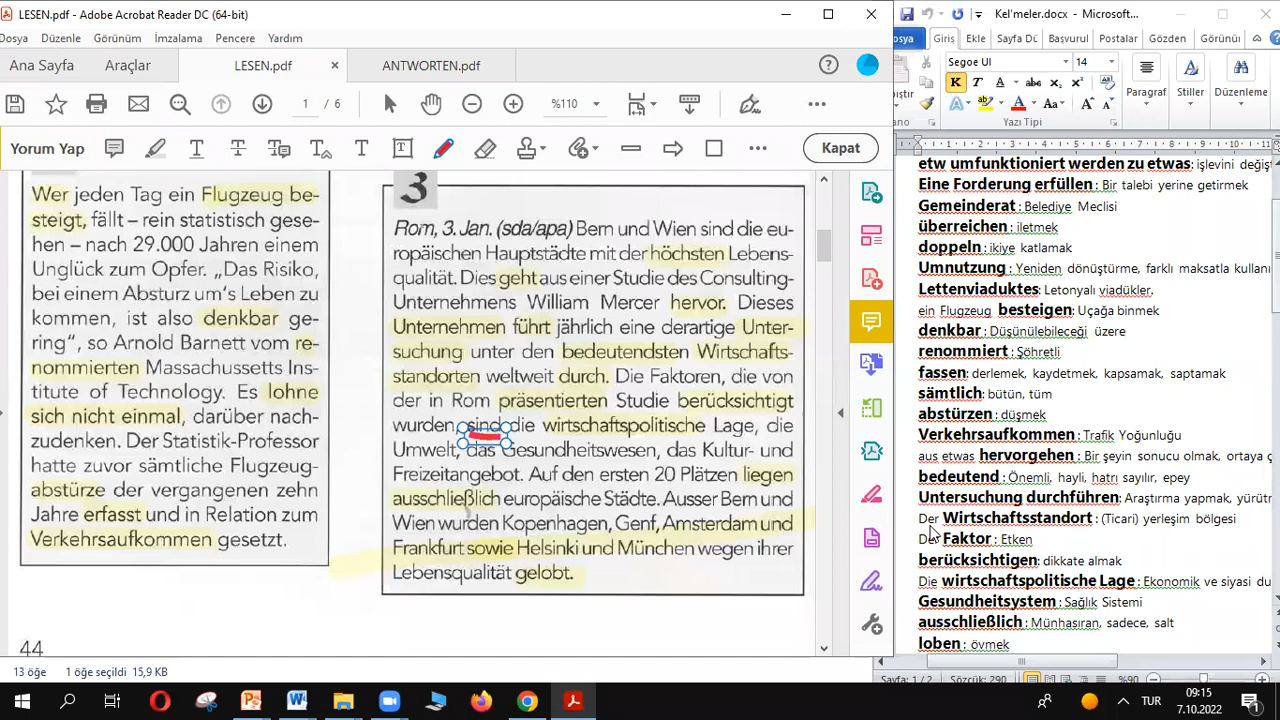 LESEN.pdf - Adobe Acrobat Reader DC (64-bit)
Dosya Düzenle Görünüm İmzalama Pencere Yardım
Ana Sayfa Araçlar LESEN.pdf × ANTWORTEN.pdf
1 / 6 %110
Yorum Yap Kapat
Wer jeden Tag ein Flugzeug be-
steigt, fällt – rein statistisch gese-
hen – nach 29.000 Jahren einem
Unglück zum Opfer. „Das Risiko,
bei einem Absturz um's Leben zu
kommen, ist also denkbar ge-
ring", so Arnold Barnett vom re-
nommierten Massachussetts Ins-
titute of Technology. Es lohne
sich nicht einmal, darüber nach-
zudenken. Der Statistik-Professor
hatte zuvor sämtliche Flugzeug-
abstürze der vergangenen zehn
Jahre erfasst und in Relation zum
Verkehrsaufkommen gesetzt.
44
3
Rom, 3. Jan. (sda/apa) Bern und Wien sind die eu-
ropäischen Hauptstädte mit der höchsten Lebens-
qualität. Dies geht aus einer Studie des Consulting-
Unternehmens William Mercer hervor. Dieses
Unternehmen führt jährlich eine derartige Unter-
suchung unter den bedeutendsten Wirtschafts-
standorten weltweit durch. Die Faktoren, die von
der in Rom präsentierten Studie berücksichtigt
wurden, sind die wirtschaftspolitische Lage, die
Umwelt, das Gesundheitswesen, das Kultur- und
Freizeitangebot. Auf den ersten 20 Plätzen liegen
ausschließlich europäische Städte. Ausser Bern und
Wien wurden Kopenhagen, Genf, Amsterdam und
Frankfurt sowie Helsinki und München wegen ihrer
Lebensqualität gelobt.
13 öğe 1 öğe seçildi 15,9 KB
Kel'meler.docx - Microsoft...
osya Giriş Ekle Sayfa Dü Başvurul Postalar Gözden Görünü
Segoe UI 14
Paragraf Stiller Düzenleme
Yazı Tipi
etw umfunktioniert werden zu etwas: işlevini değişt
Eine Forderung erfüllen : Bir talebi yerine getirmek
Gemeinderat : Belediye Meclisi
überreichen : iletmek
doppeln : ikiye katlamak
Umnutzung : Yeniden dönüştürme, farklı maksatla kullanı
Lettenviaduktes: Letonyalı viadükler,
ein Flugzeug besteigen: Uçağa binmek
denkbar : Düşünülebileceği üzere
renommiert : Şöhretli
fassen: derlemek, kaydetmek, kapsamak, saptamak
sämtlich: bütün, tüm
abstürzen : düşmek
Verkehrsaufkommen : Trafik Yoğunluğu
aus etwas hervorgehen : Bir şeyin sonucu olmak, ortaya ç
bedeutend : Önemli, hayli, hatrı sayılır, epey
Untersuchung durchführen: Araştırma yapmak, yürütr
Der Wirtschaftsstandort : (Ticari) yerleşim bölgesi
Der Faktor : Etken
berücksichtigen: dikkate almak
Die wirtschaftspolitische Lage : Ekonomik ve siyasi du
Gesundheitsystem : Sağlık Sistemi
ausschließlich : Münhasıran, sadece, salt
loben : övmek
Sayfa: 1 / 2 Sözcük: 290 %90
TUR 09:15
7.10.2022